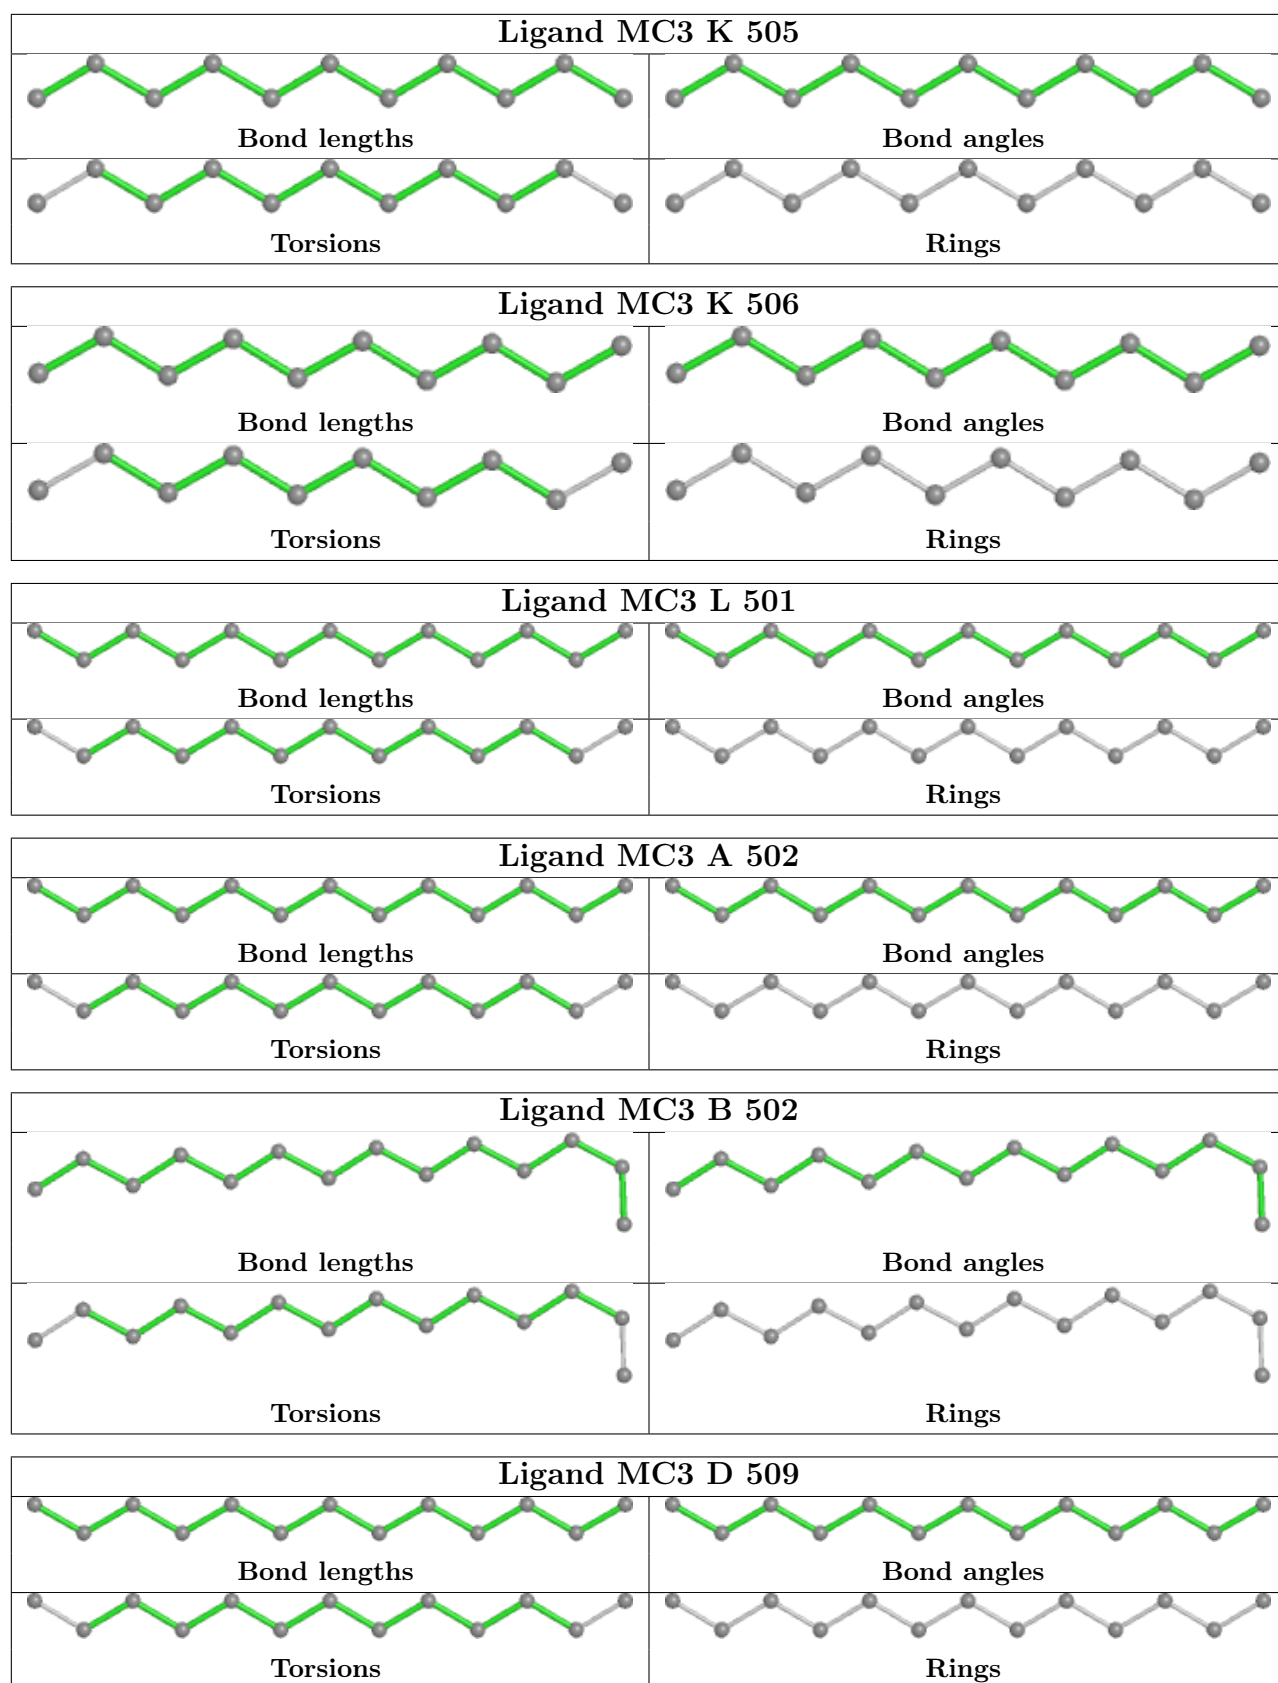 Ligand MC3 K 505
Bond lengths
Bond angles
Torsions
Rings
Ligand MC3 K 506
Bond lengths
Bond angles
Torsions
Rings
Ligand MC3 L 501
Bond lengths
Bond angles
Torsions
Rings
Ligand MC3 A 502
Bond lengths
Bond angles
Torsions
Rings
Ligand MC3 B 502
Bond lengths
Bond angles
Torsions
Rings
Ligand MC3 D 509
Bond lengths
Bond angles
Torsions
Rings